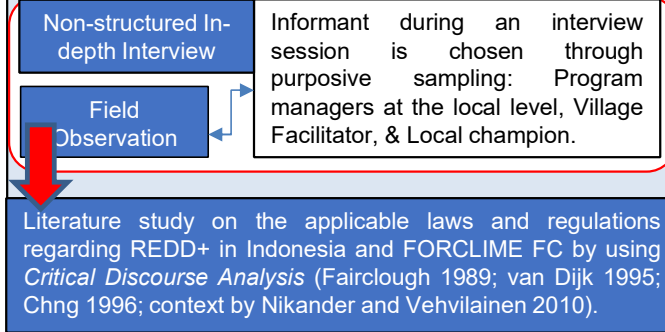 Non-structured In-
depth Interview
Field
Observation
Informant during an interview
session is chosen through
purposive sampling: Program
managers at the local level, Village
Facilitator, & Local champion.
Literature study on the applicable laws and regulations
regarding REDD+ in Indonesia and FORCLIME FC by using
Critical Discourse Analysis (Fairclough 1989; van Dijk 1995;
Chng 1996; context by Nikander and Vehvilainen 2010).